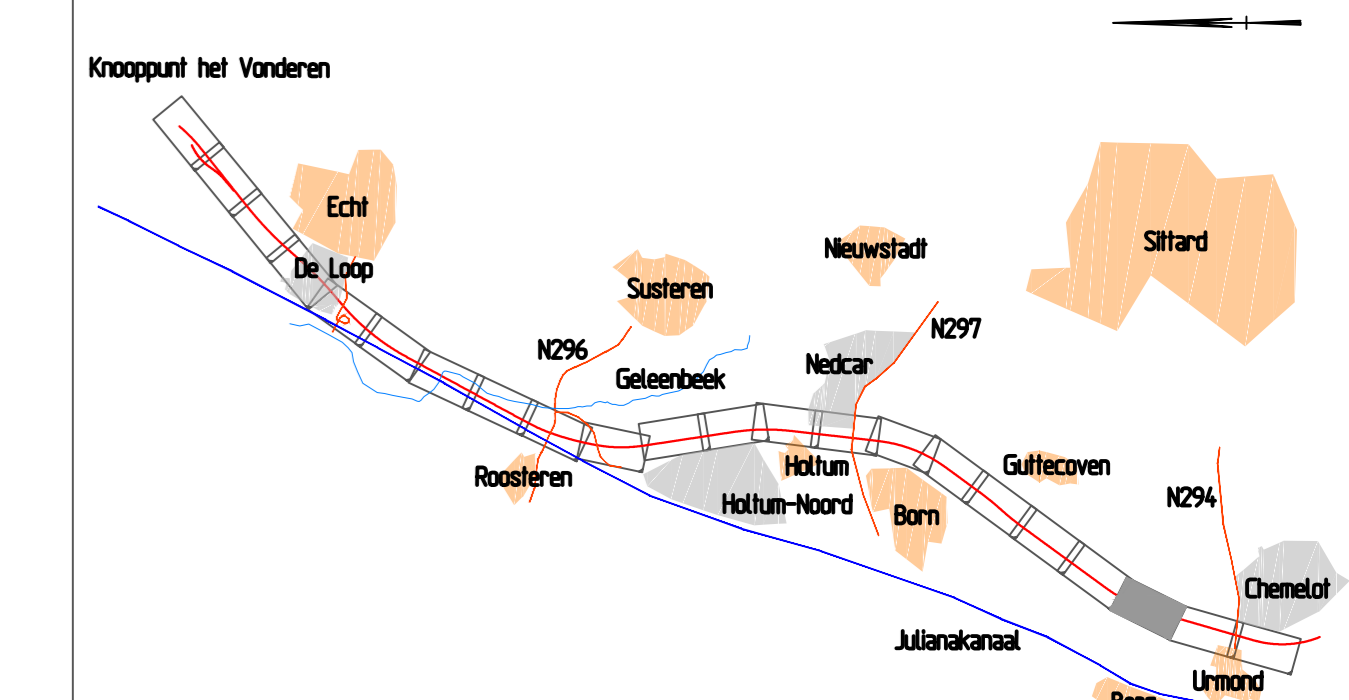 Knooppunt het Vonderen
Echt
Sittard
Nieuwstadt
De Loop
Susteren
N297
N296
Nedcar
Geleenbeek
Guttecoven
Holtum
Roosteren
N294
Holtum-Noord
Born
Chemelot
Julianakanaal
Urmond